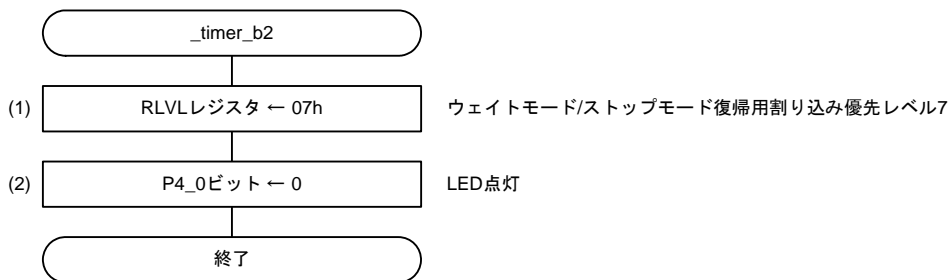 _timer_b2
(1) RLVLレジスタ ← 07h ウェイトモード/ストップモード復帰用割り込み優先レベル7
(2) P4_0ビット ← 0 LED点灯
終了